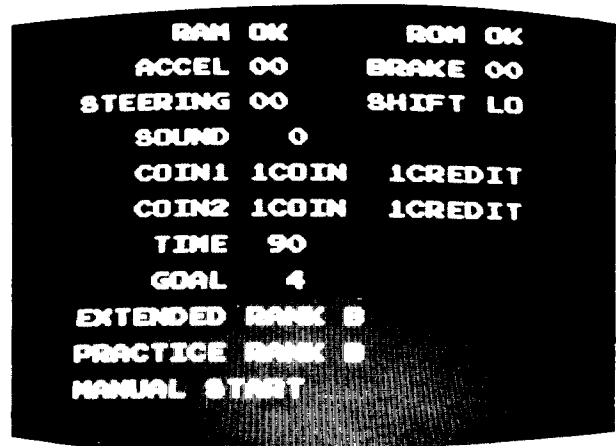 RAM OK ROM OK
ACCEL 00 BRAKE 00
STEERING 00 SHIFT LO
SOUND 0
COIN1 1COIN 1CREDIT
COIN2 1COIN 1CREDIT
TIME 90
GOAL 4
EXTENDED RANK B
PRACTICE RANK B
MANUAL START